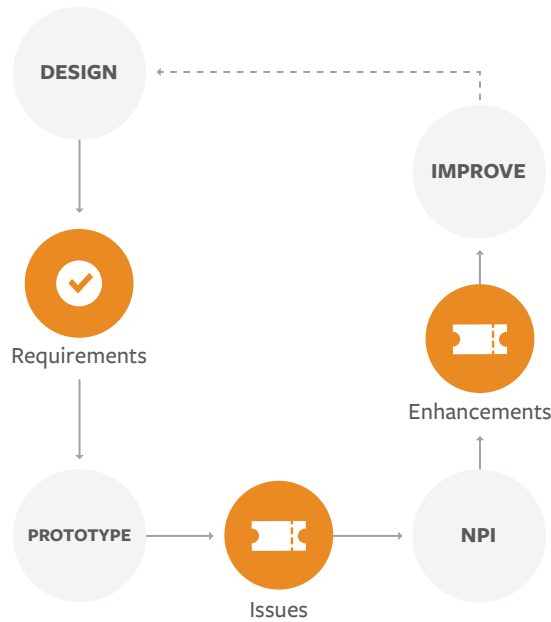 DESIGN
IMPROVE
Requirements
Enhancements
PROTOTYPE
NPI
Issues